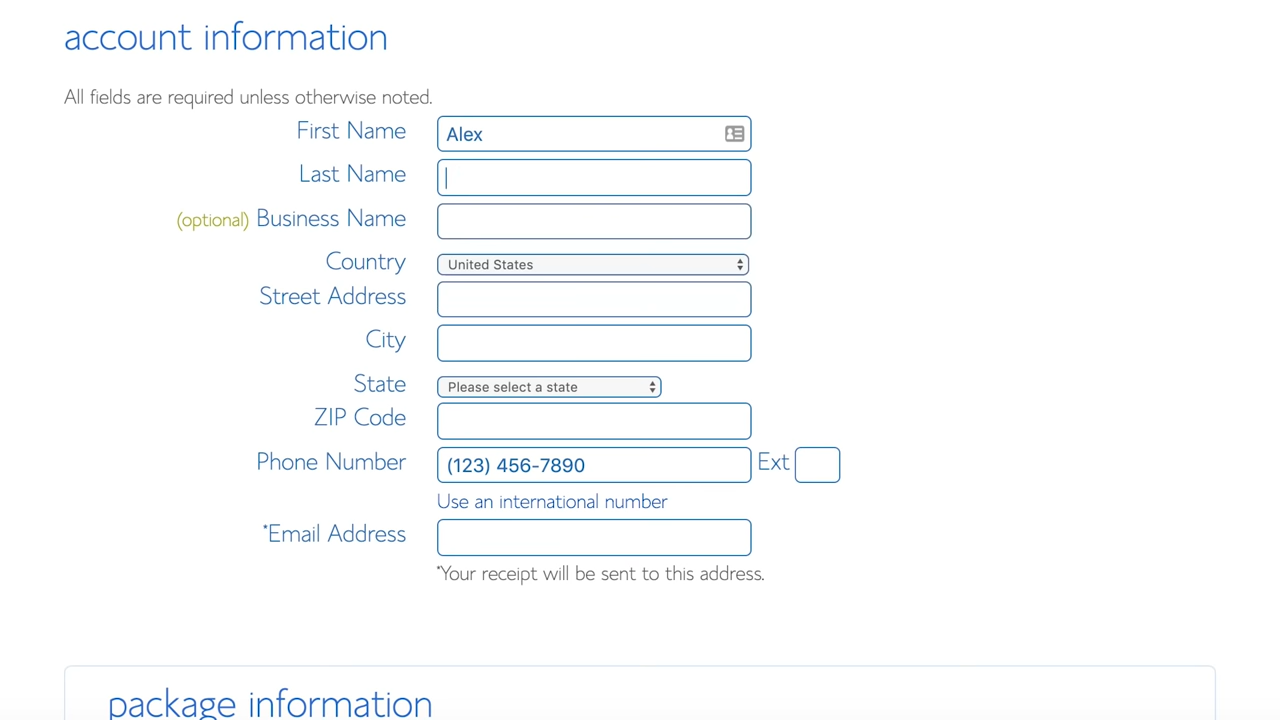 account information
All fields are required unless otherwise noted.
First Name Alex
Last Name
(optional) Business Name
Country United States
Street Address
City
State Please select a state
ZIP Code
Phone Number (123) 456-7890 Ext
Use an international number
*Email Address
*Your receipt will be sent to this address.
package information